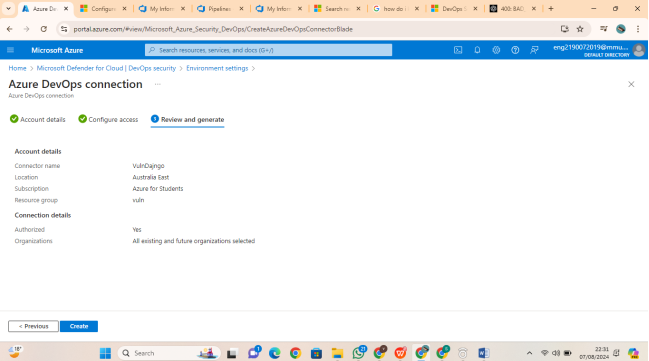 Azure De
Configure
My Inform
Pipelines
My Inform
Search re
how do i
DevOps S
400: BAD
portal.azure.com/#view/Microsoft_Azure_Security_DevOps/CreateAzureDevOpsConnectorBlade
Microsoft Azure
Search resources, services, and docs (G+/)
eng2190072019@mmu....
DEFAULT DIRECTORY
Home > Microsoft Defender for Cloud | DevOps security > Environment settings >
Azure DevOps connection ...
Azure DevOps connection
Account details
Configure access
3 Review and generate
Account details
Connector name VulnDajngo
Location Australia East
Subscription Azure for Students
Resource group vuln
Connection details
Authorized Yes
Organizations All existing and future organizations selected
< Previous
Create
18°
Search
22:31
07/08/2024